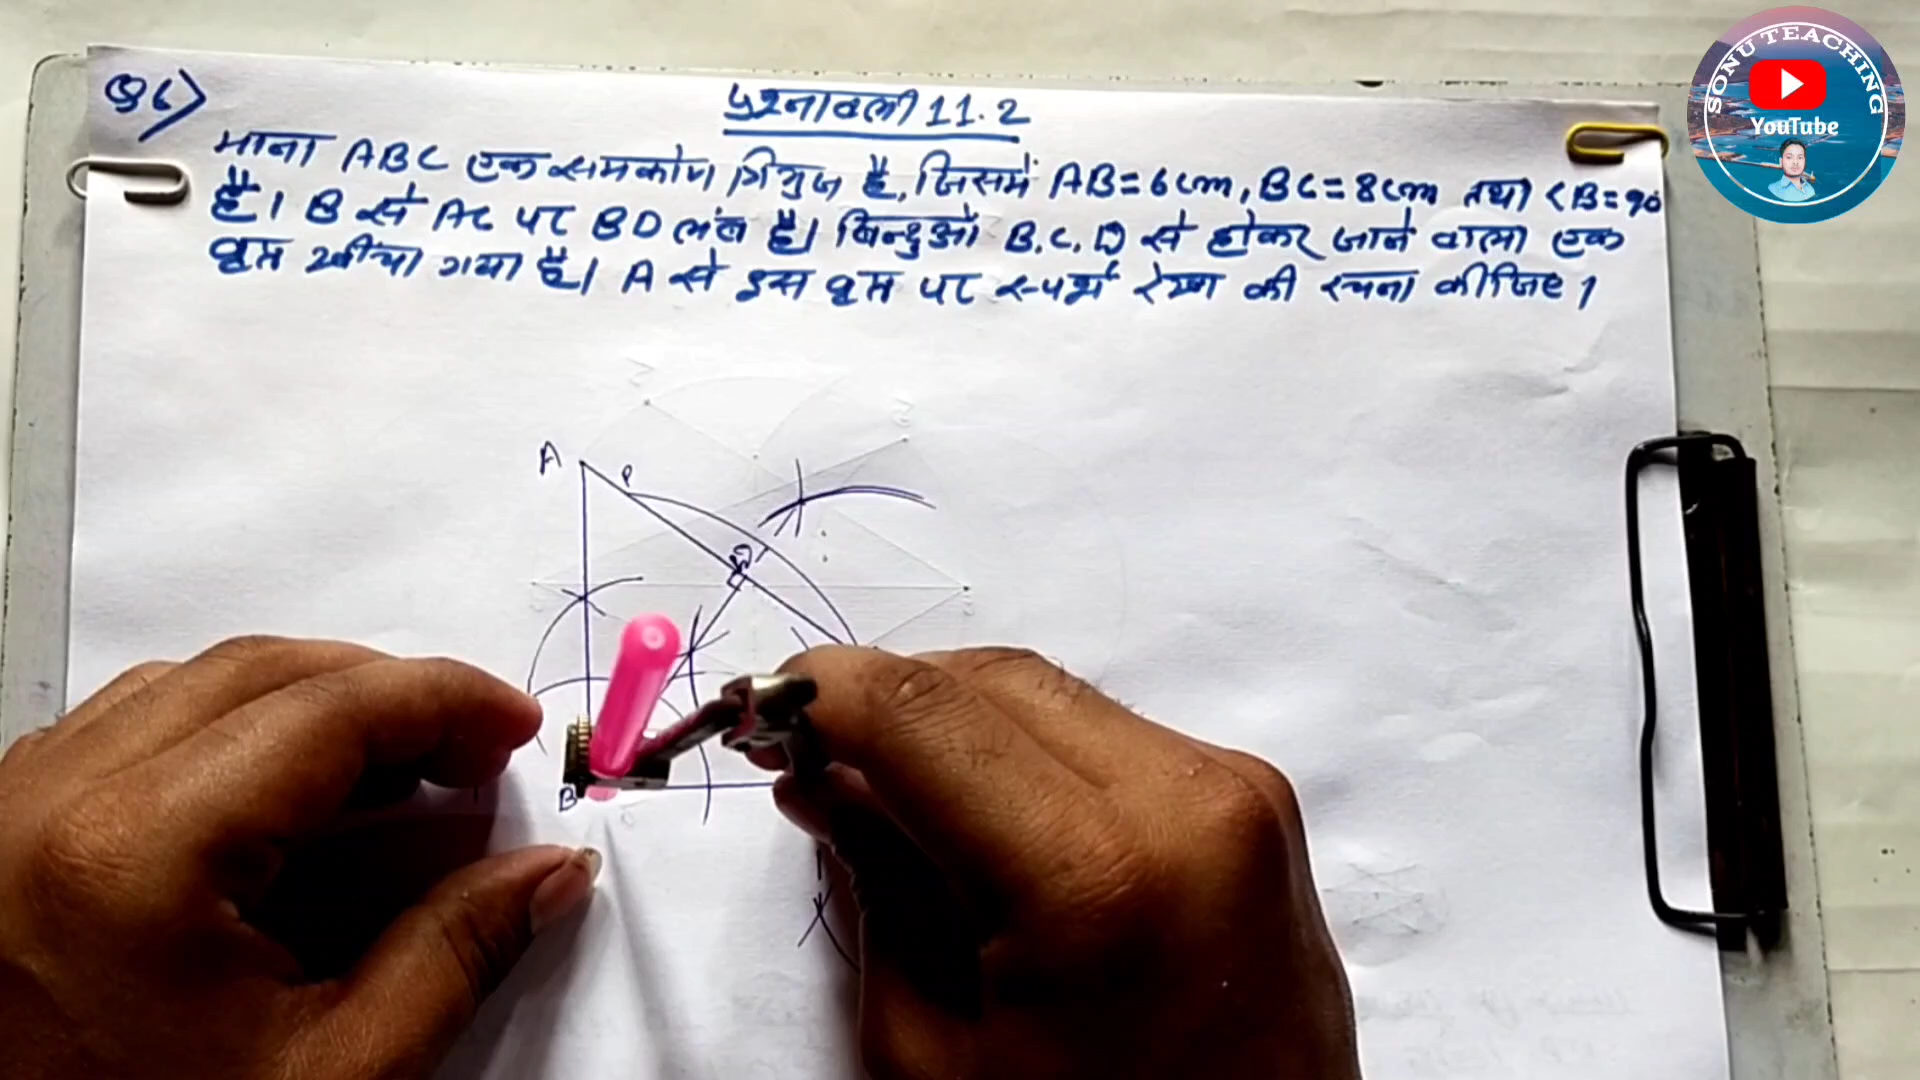 Q 6)
प्रश्नावली 11.2
माना ABC एक समकोण त्रिभुज है, जिसमें AB = 6cm, BC = 8cm तथा <B = 90
है। B से AC पर BD लंब है। बिन्दुओं B, C, D से होकर जाने वाला एक
वृत्त खींचा गया है। A से इस वृत्त पर स्पर्श रेखा की रचना कीजिए।
A
P
D
B
SONU TEACHING
YouTube